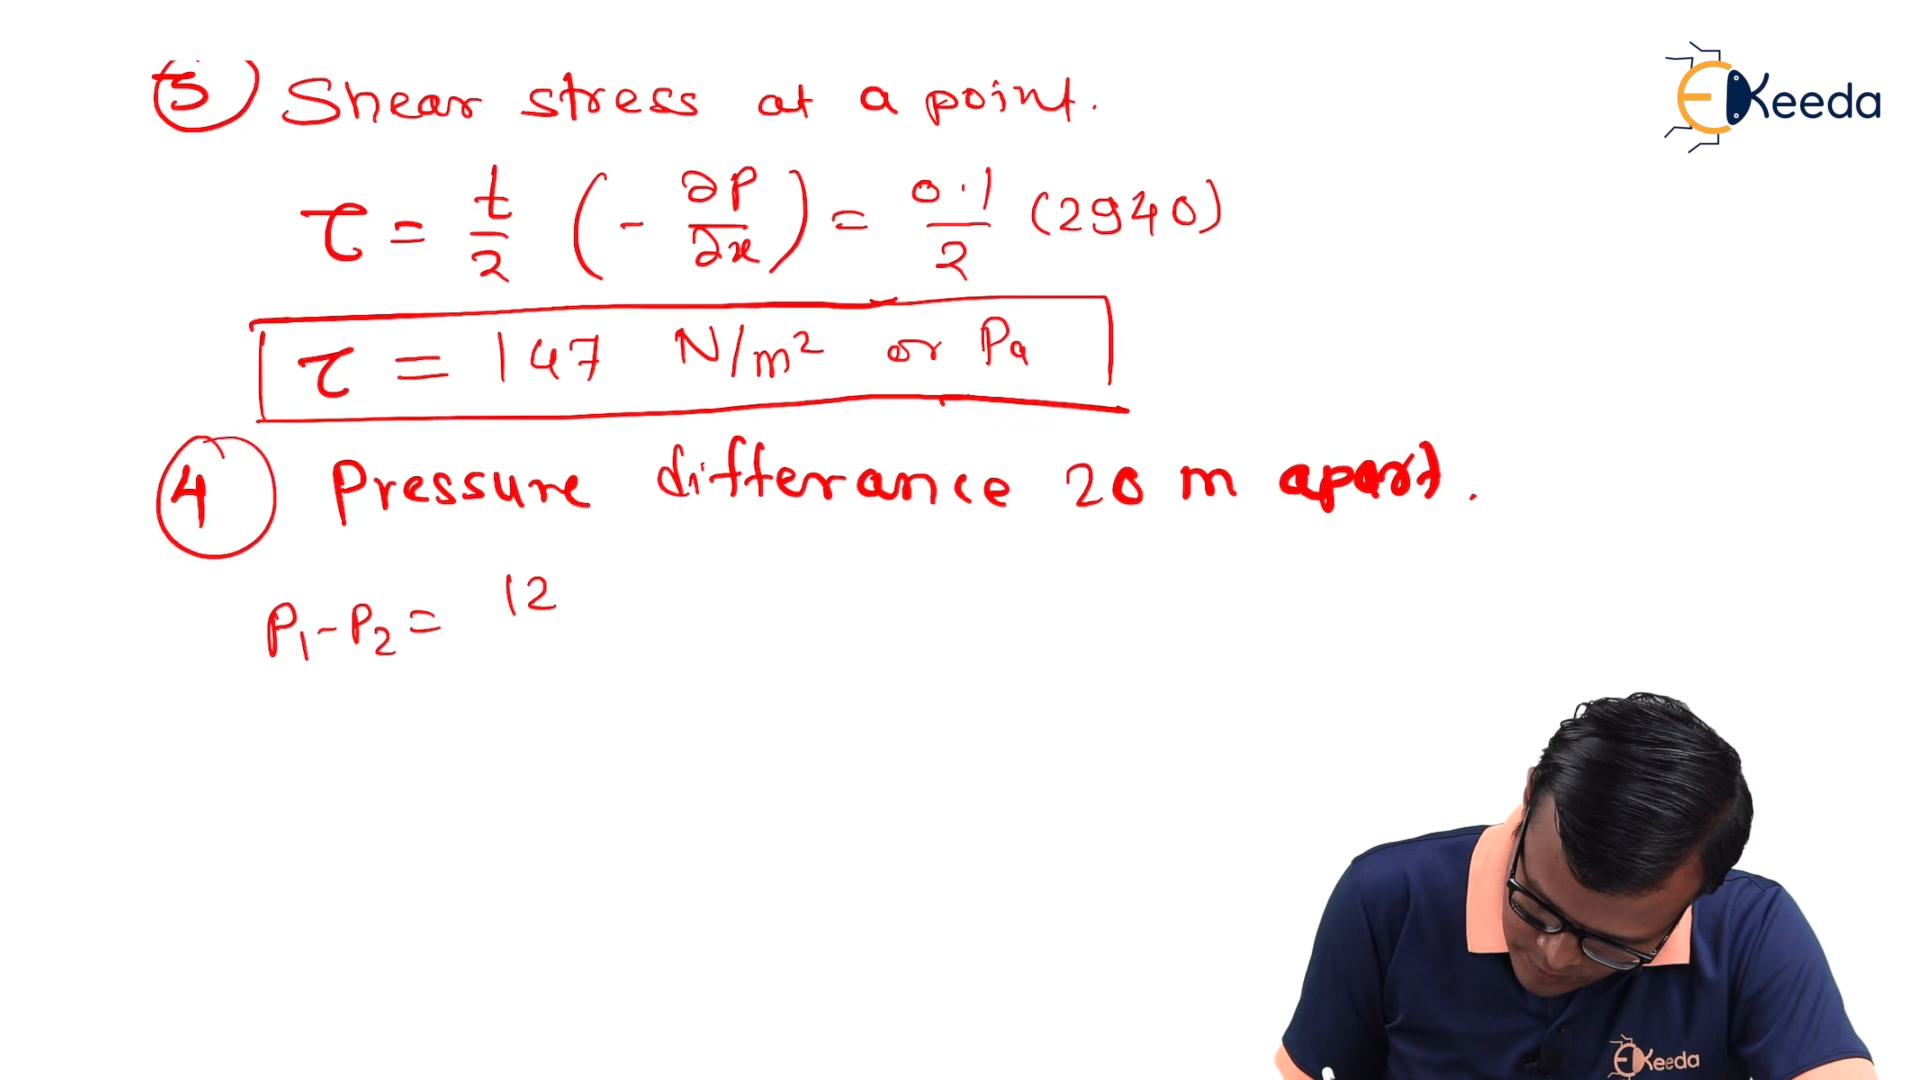 EKeeda
5 Shear stress at a point.
τ = t/2 (- ∂P/∂x) = 0.1/2 (2940)
τ = 147 N/m² or Pa
4 Pressure differance 20 m apart.
P₁-P₂ = 12
EKeeda